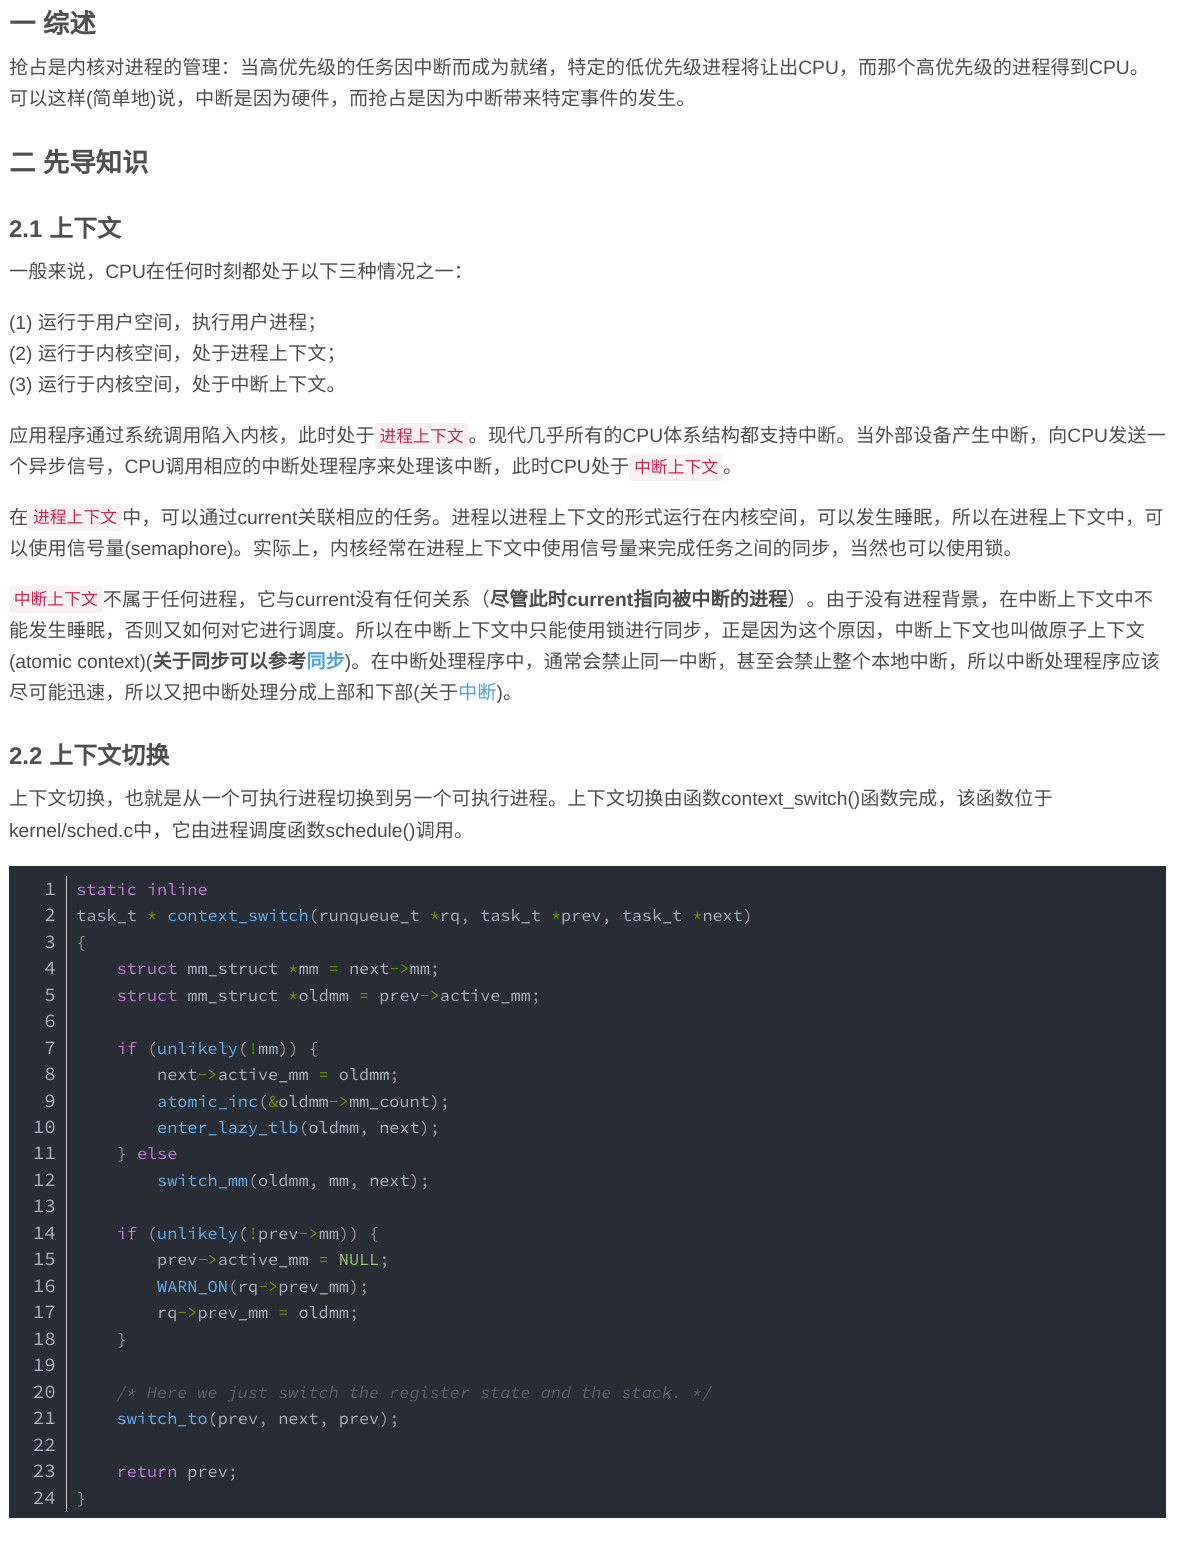 一 综述
抢占是内核对进程的管理：当高优先级的任务因中断而成为就绪，特定的低优先级进程将让出CPU，而那个高优先级的进程得到CPU。
可以这样(简单地)说，中断是因为硬件，而抢占是因为中断带来特定事件的发生。
二 先导知识
2.1 上下文
一般来说，CPU在任何时刻都处于以下三种情况之一：
(1) 运行于用户空间，执行用户进程；
(2) 运行于内核空间，处于进程上下文；
(3) 运行于内核空间，处于中断上下文。
应用程序通过系统调用陷入内核，此时处于进程上下文。现代几乎所有的CPU体系结构都支持中断。当外部设备产生中断，向CPU发送一
个异步信号，CPU调用相应的中断处理程序来处理该中断，此时CPU处于中断上下文。
在进程上下文中，可以通过current关联相应的任务。进程以进程上下文的形式运行在内核空间，可以发生睡眠，所以在进程上下文中，可
以使用信号量(semaphore)。实际上，内核经常在进程上下文中使用信号量来完成任务之间的同步，当然也可以使用锁。
中断上下文不属于任何进程，它与current没有任何关系（尽管此时current指向被中断的进程）。由于没有进程背景，在中断上下文中不
能发生睡眠，否则又如何对它进行调度。所以在中断上下文中只能使用锁进行同步，正是因为这个原因，中断上下文也叫做原子上下文
(atomic context)(关于同步可以参考同步)。在中断处理程序中，通常会禁止同一中断，甚至会禁止整个本地中断，所以中断处理程序应该
尽可能迅速，所以又把中断处理分成上部和下部(关于中断)。
2.2 上下文切换
上下文切换，也就是从一个可执行进程切换到另一个可执行进程。上下文切换由函数context_switch()函数完成，该函数位于
kernel/sched.c中，它由进程调度函数schedule()调用。
1 static inline
2 task_t * context_switch(runqueue_t *rq, task_t *prev, task_t *next)
3 {
4     struct mm_struct *mm = next->mm;
5     struct mm_struct *oldmm = prev->active_mm;
6
7     if (unlikely(!mm)) {
8         next->active_mm = oldmm;
9         atomic_inc(&oldmm->mm_count);
10         enter_lazy_tlb(oldmm, next);
11     } else
12         switch_mm(oldmm, mm, next);
13
14     if (unlikely(!prev->mm)) {
15         prev->active_mm = NULL;
16         WARN_ON(rq->prev_mm);
17         rq->prev_mm = oldmm;
18     }
19
20     /* Here we just switch the register state and the stack. */
21     switch_to(prev, next, prev);
22
23     return prev;
24 }